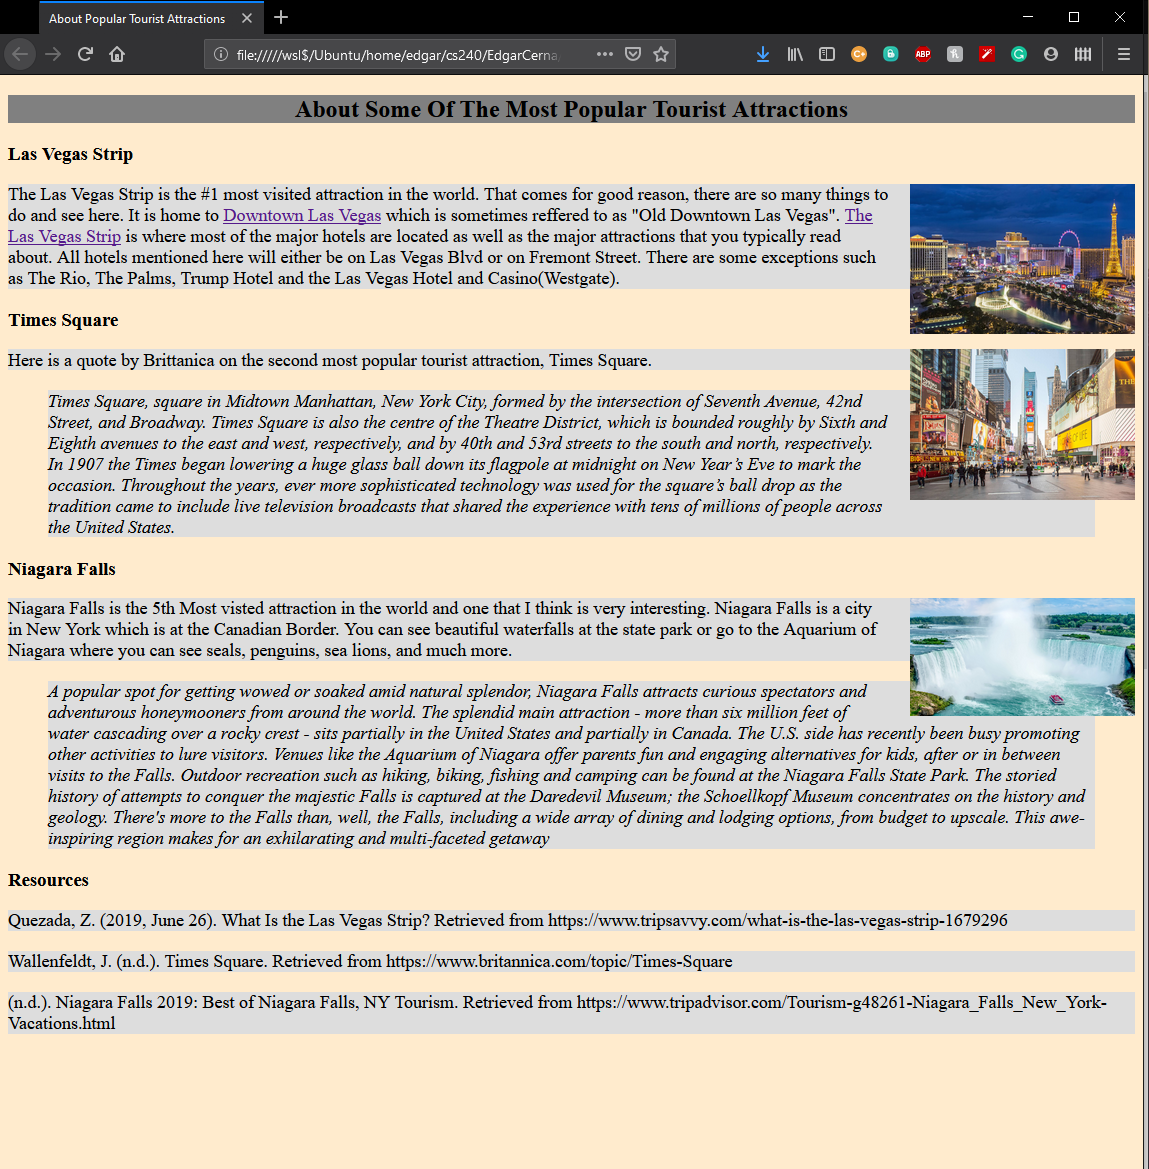 About Popular Tourist Attractions
file://///wsl$/Ubuntu/home/edgar/cs240/EdgarCerna
ABP
About Some Of The Most Popular Tourist Attractions
Las Vegas Strip
The Las Vegas Strip is the #1 most visited attraction in the world. That comes for good reason, there are so many things to
do and see here. It is home to Downtown Las Vegas which is sometimes reffered to as "Old Downtown Las Vegas". The
Las Vegas Strip is where most of the major hotels are located as well as the major attractions that you typically read
about. All hotels mentioned here will either be on Las Vegas Blvd or on Fremont Street. There are some exceptions such
as The Rio, The Palms, Trump Hotel and the Las Vegas Hotel and Casino(Westgate).
Times Square
Here is a quote by Brittanica on the second most popular tourist attraction, Times Square.
Times Square, square in Midtown Manhattan, New York City, formed by the intersection of Seventh Avenue, 42nd
Street, and Broadway. Times Square is also the centre of the Theatre District, which is bounded roughly by Sixth and
Eighth avenues to the east and west, respectively, and by 40th and 53rd streets to the south and north, respectively.
In 1907 the Times began lowering a huge glass ball down its flagpole at midnight on New Year’s Eve to mark the
occasion. Throughout the years, ever more sophisticated technology was used for the square’s ball drop as the
tradition came to include live television broadcasts that shared the experience with tens of millions of people across
the United States.
Niagara Falls
Niagara Falls is the 5th Most visted attraction in the world and one that I think is very interesting. Niagara Falls is a city
in New York which is at the Canadian Border. You can see beautiful waterfalls at the state park or go to the Aquarium of
Niagara where you can see seals, penguins, sea lions, and much more.
A popular spot for getting wowed or soaked amid natural splendor, Niagara Falls attracts curious spectators and
adventurous honeymooners from around the world. The splendid main attraction - more than six million feet of
water cascading over a rocky crest - sits partially in the United States and partially in Canada. The U.S. side has recently been busy promoting
other activities to lure visitors. Venues like the Aquarium of Niagara offer parents fun and engaging alternatives for kids, after or in between
visits to the Falls. Outdoor recreation such as hiking, biking, fishing and camping can be found at the Niagara Falls State Park. The storied
history of attempts to conquer the majestic Falls is captured at the Daredevil Museum; the Schoellkopf Museum concentrates on the history and
geology. There's more to the Falls than, well, the Falls, including a wide array of dining and lodging options, from budget to upscale. This awe-
inspiring region makes for an exhilarating and multi-faceted getaway
Resources
Quezada, Z. (2019, June 26). What Is the Las Vegas Strip? Retrieved from https://www.tripsavvy.com/what-is-the-las-vegas-strip-1679296
Wallenfeldt, J. (n.d.). Times Square. Retrieved from https://www.britannica.com/topic/Times-Square
(n.d.). Niagara Falls 2019: Best of Niagara Falls, NY Tourism. Retrieved from https://www.tripadvisor.com/Tourism-g48261-Niagara_Falls_New_York-
Vacations.html